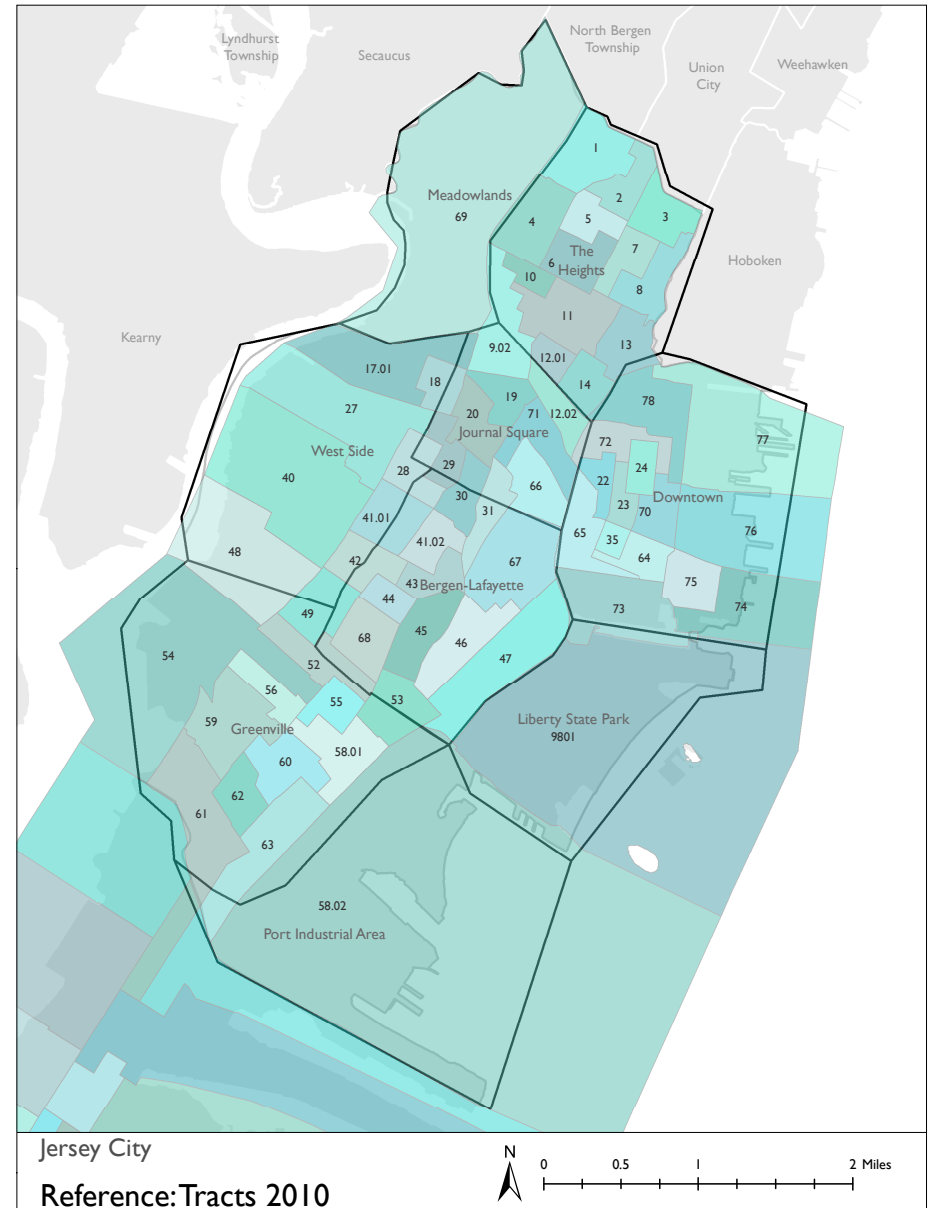 North Bergen
Township
Lyndhurst
Township
Secaucus
Weehawken
Union
City
1
Meadowlands
69
2
3
4
5
7
The
Heights
6
10
8
Hoboken
11
13
Kearny
9.02
12.01
17.01
18
14
19
78
27
20
71
12.02
Journal Square
77
72
West Side
29
28
24
40
22
66
30
Downtown
31
23
70
41.01
76
65
35
41.02
48
64
42
67
43
Bergen-Lafayette
75
44
49
73
74
45
68
46
54
47
52
56
55
53
59
Greenville
58.01
Liberty State Park
9801
60
62
61
63
58.02
Port Industrial Area
Jersey City
Reference: Tracts 2010
N
0 0.5 1 2 Miles